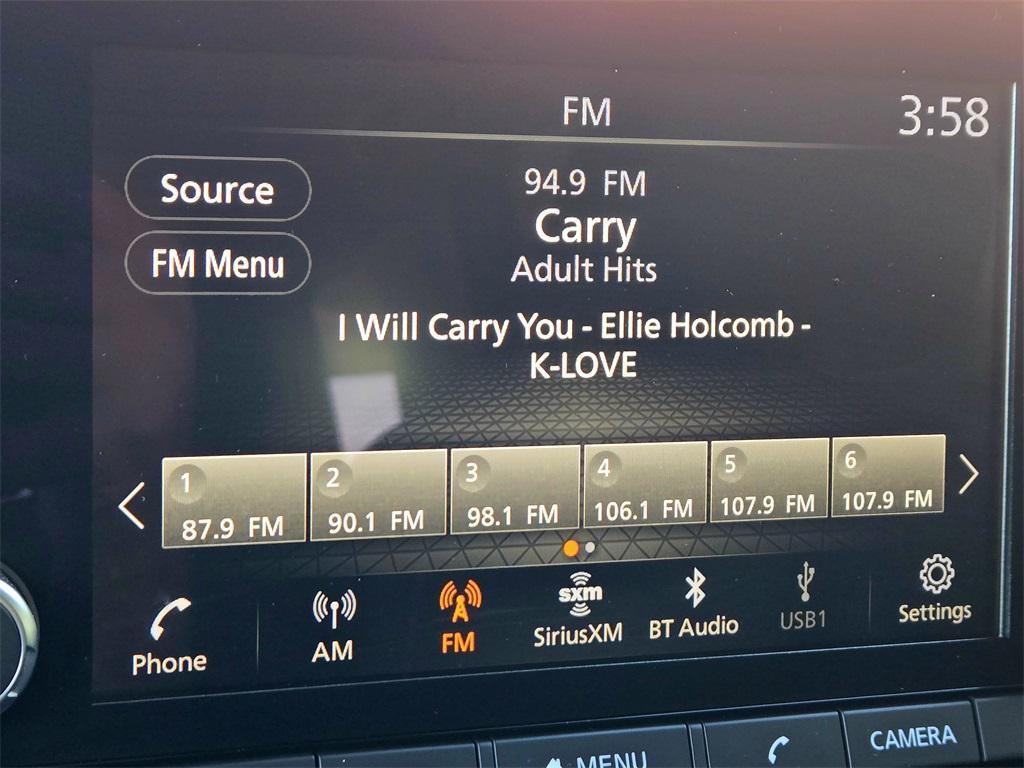 FM
3:58
Source
94.9 FM
Carry
FM Menu
Adult Hits
I Will Carry You - Ellie Holcomb -
K-LOVE
1
2
3
4
5
6
87.9 FM
90.1 FM
98.1 FM
106.1 FM
107.9 FM
107.9 FM
Phone
AM
FM
sxm
SiriusXM
BT Audio
USB1
Settings
MENU
CAMERA